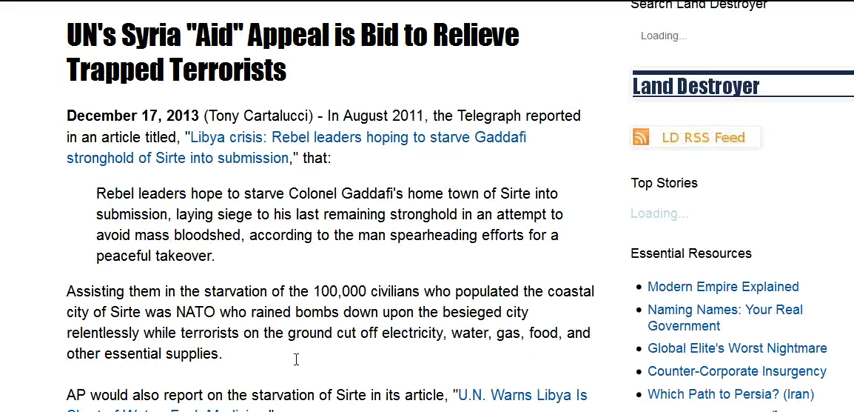 Search Land Destroyer
UN's Syria "Aid" Appeal is Bid to Relieve
Trapped Terrorists
Loading...
Land Destroyer
December 17, 2013 (Tony Cartalucci) - In August 2011, the Telegraph reported
in an article titled, "Libya crisis: Rebel leaders hoping to starve Gaddafi
stronghold of Sirte into submission," that:
LD RSS Feed
Rebel leaders hope to starve Colonel Gaddafi's home town of Sirte into
submission, laying siege to his last remaining stronghold in an attempt to
avoid mass bloodshed, according to the man spearheading efforts for a
peaceful takeover.
Top Stories
Loading...
Essential Resources
Assisting them in the starvation of the 100,000 civilians who populated the coastal
city of Sirte was NATO who rained bombs down upon the besieged city
relentlessly while terrorists on the ground cut off electricity, water, gas, food, and
other essential supplies.
Modern Empire Explained
Naming Names: Your Real
Government
Global Elite's Worst Nightmare
Counter-Corporate Insurgency
Which Path to Persia? (Iran)
AP would also report on the starvation of Sirte in its article, "U.N. Warns Libya Is